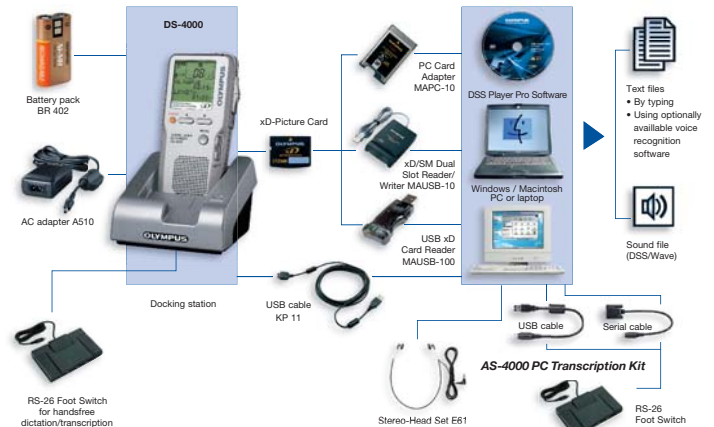 DS-4000
Battery pack
BR 402
AC adapter A510
OLYMPUS
OLYMPUS
Docking station
xD-Picture Card
PC Card
Adapter
MAPC-10
xD/SM Dual
Slot Reader/
Writer MAUSB-10
USB xD
Card Reader
MAUSB-100
USB cable
KP 11
DSS Player Pro Software
Windows / Macintosh
PC or laptop
Text files
• By typing
• Using optionally
availlable voice
recognition
software
Sound file
(DSS/Wave)
USB cable
Serial cable
AS-4000 PC Transcription Kit
RS-26 Foot Switch
for handsfree
dictation/transcription
Stereo-Head Set E61
RS-26
Foot Switch